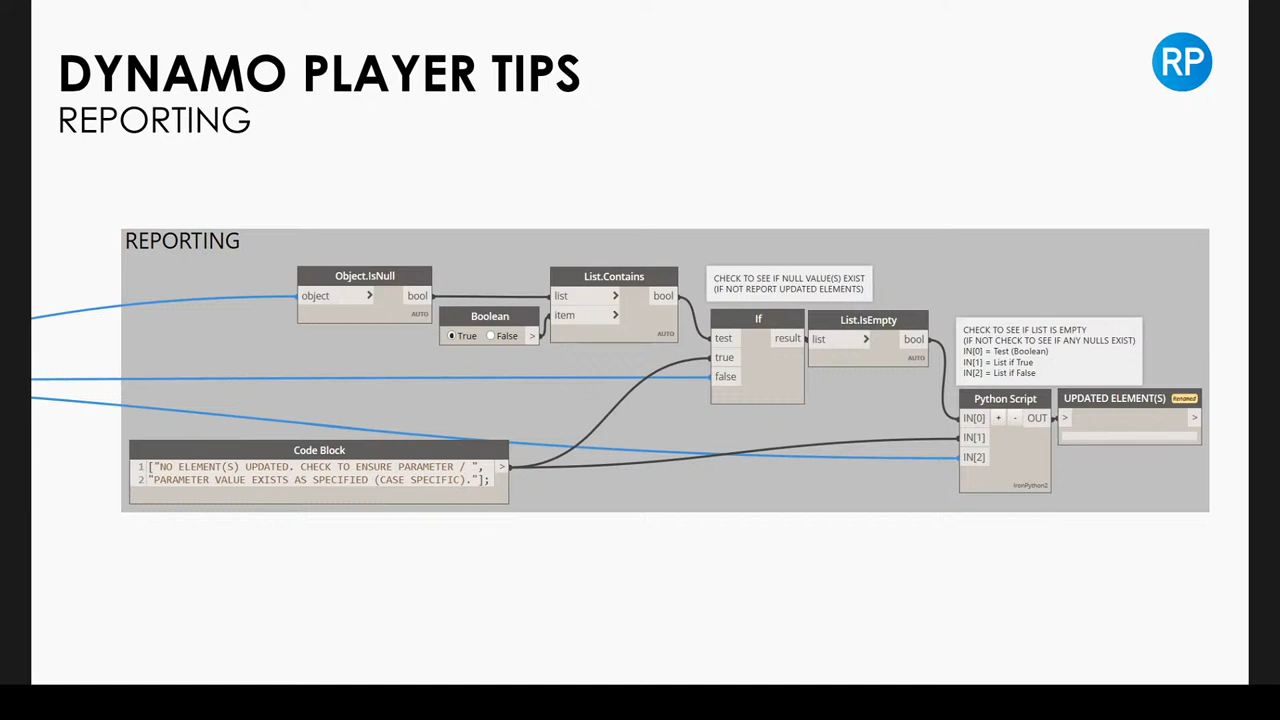 DYNAMO PLAYER TIPS
REPORTING
RP
REPORTING
Object.IsNull
object
>
bool
AUTO
Boolean
True
False
>
List.Contains
list
>
bool
item
>
AUTO
CHECK TO SEE IF NULL VALUE(S) EXIST
(IF NOT REPORT UPDATED ELEMENTS)
If
test
result
true
false
List.IsEmpty
list
>
bool
AUTO
CHECK TO SEE IF LIST IS EMPTY
(IF NOT CHECK TO SEE IF ANY NULLS EXIST)
IN[0] = Test (Boolean)
IN[1] = List if True
IN[2] = List if False
Python Script
IN[0]
+
-
OUT
IN[1]
IN[2]
IronPython2
UPDATED ELEMENT(S)
Renamed
>
>
Code Block
1 ["NO ELEMENT(S) UPDATED. CHECK TO ENSURE PARAMETER / ",
2 "PARAMETER VALUE EXISTS AS SPECIFIED (CASE SPECIFIC)."];
>